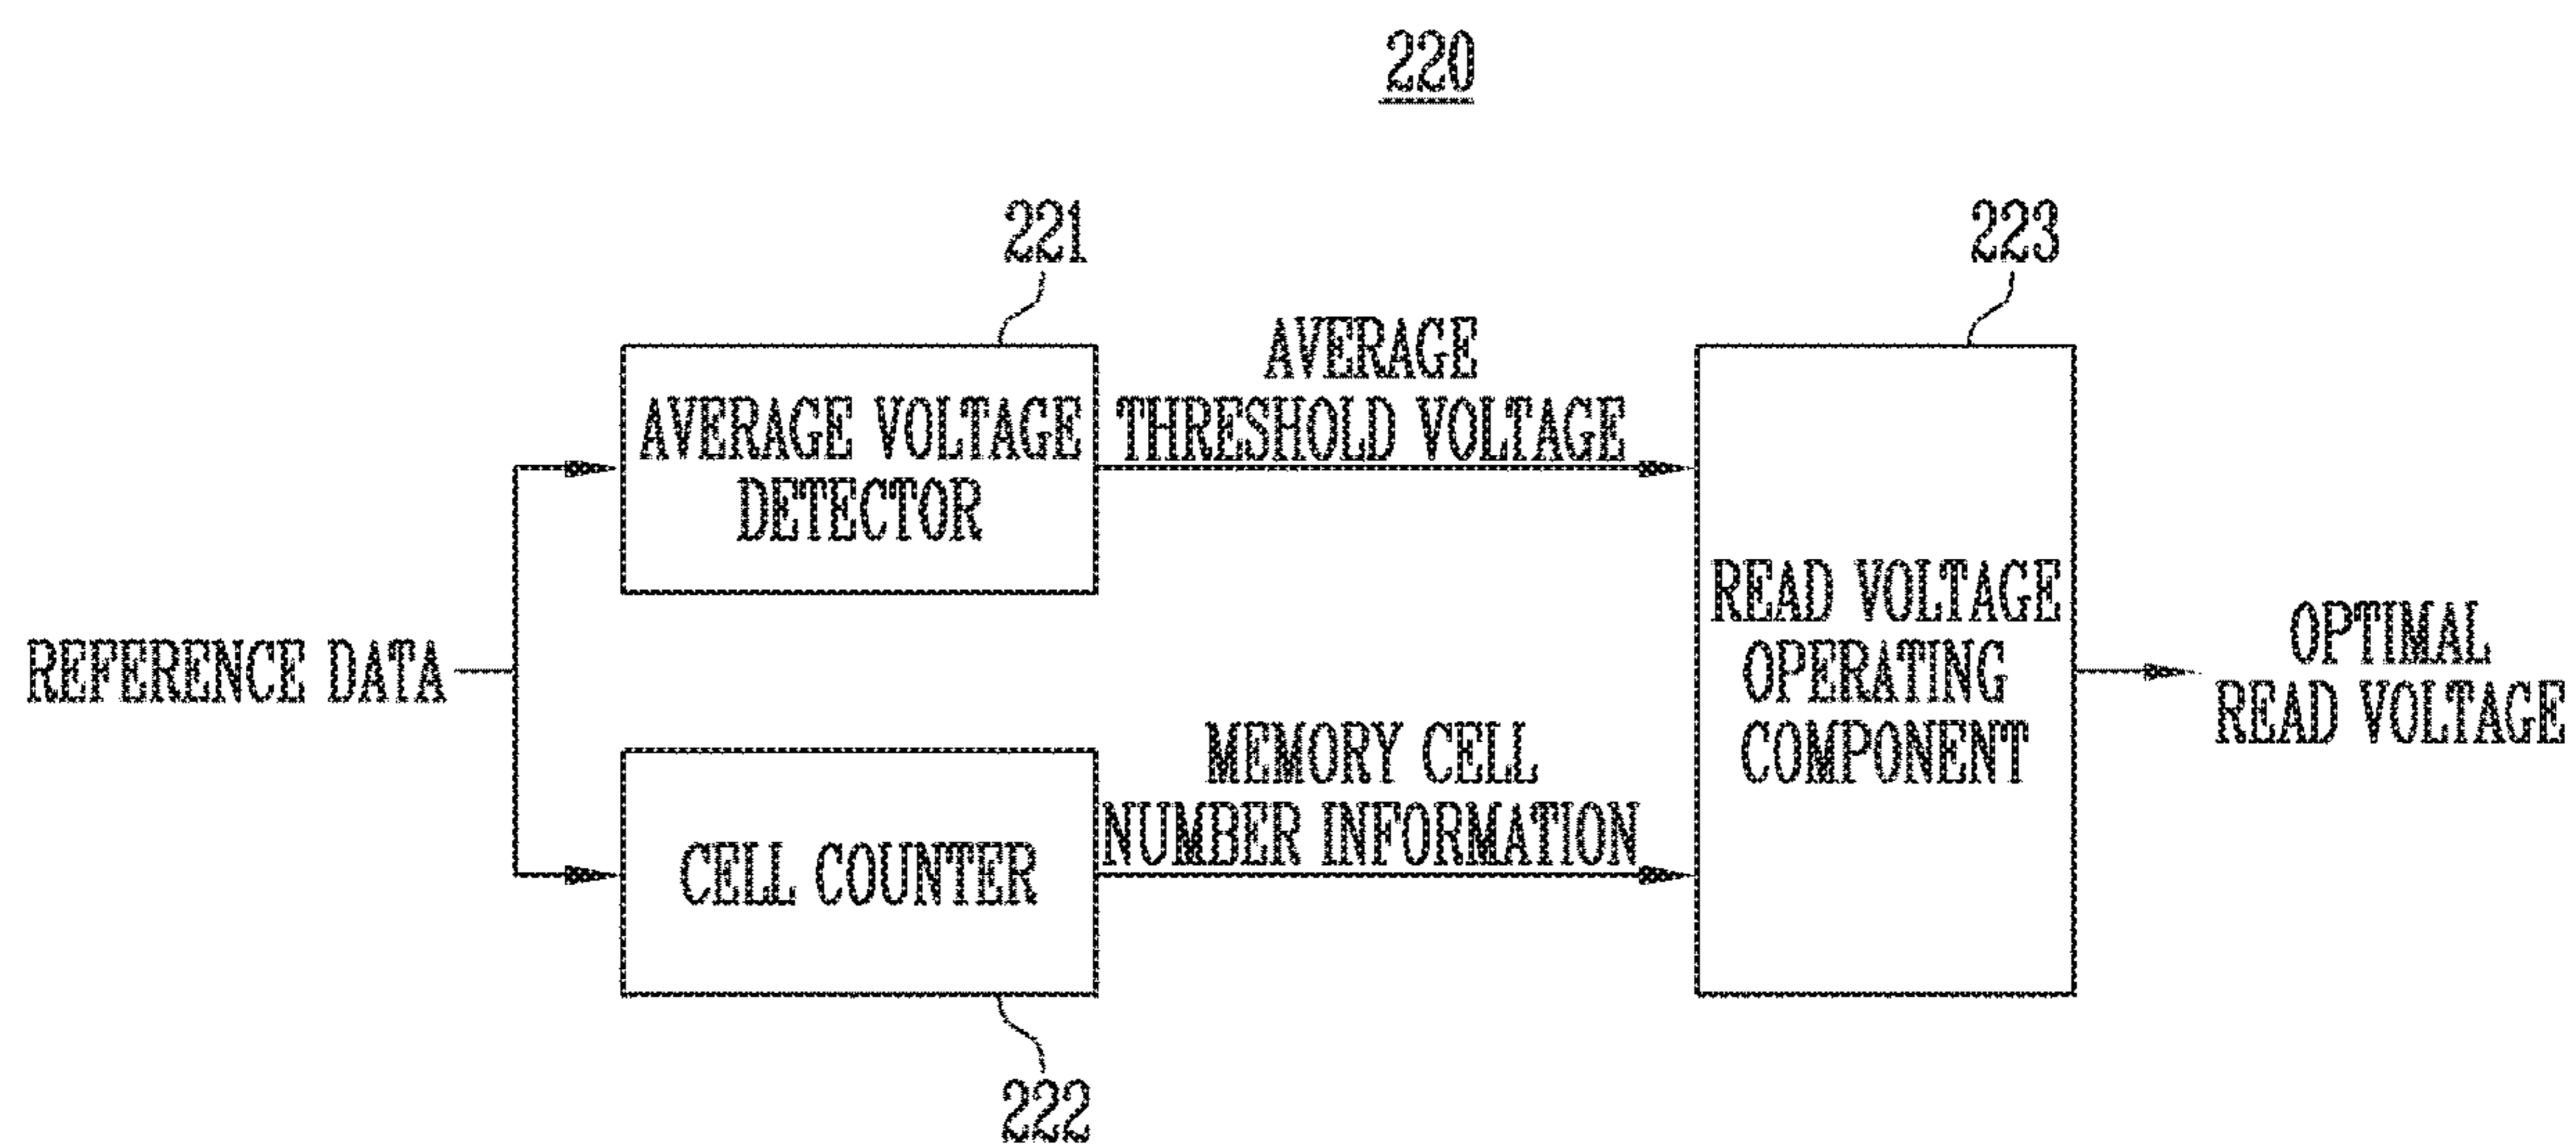 220
221
223
AVERAGE VOLTAGE
DETECTOR
AVERAGE
THRESHOLD VOLTAGE
REFERENCE DATA
READ VOLTAGE
OPERATING
COMPONENT
OPTIMAL
READ VOLTAGE
CELL COUNTER
MEMORY CELL
NUMBER INFORMATION
222